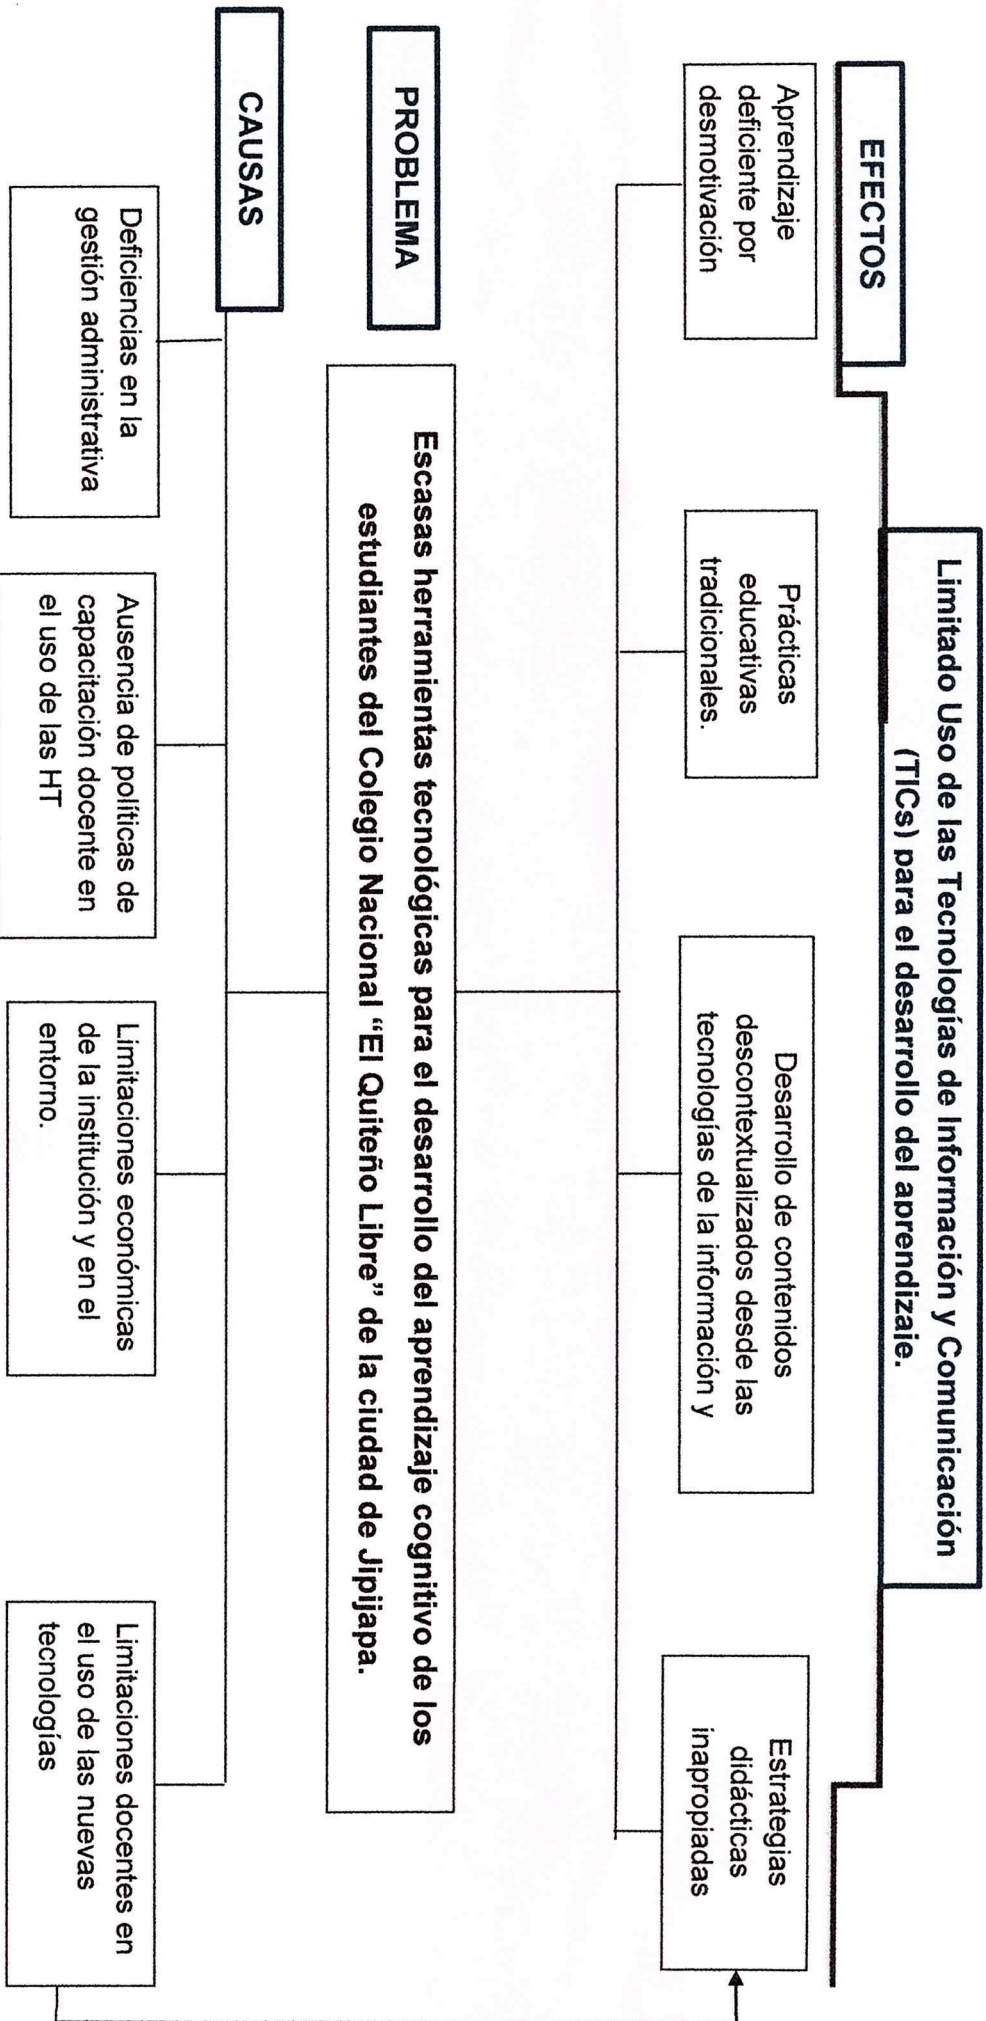 Limitado Uso de las Tecnologías de Información y Comunicación
(TICs) para el desarrollo del aprendizaje.
EFECTOS
Aprendizaje
deficiente por
desmotivación
Prácticas
educativas
tradicionales.
Desarrollo de contenidos
descontextualizados desde las
tecnologías de la información y
Estrategias
didácticas
inapropiadas
PROBLEMA
Escasas herramientas tecnológicas para el desarrollo del aprendizaje cognitivo de los
estudiantes del Colegio Nacional “El Quiteño Libre” de la ciudad de Jipijapa.
CAUSAS
Deficiencias en la
gestión administrativa
Ausencia de políticas de
capacitación docente en
el uso de las HT
Limitaciones económicas
de la institución y en el
entorno.
Limitaciones docentes en
el uso de las nuevas
tecnologías